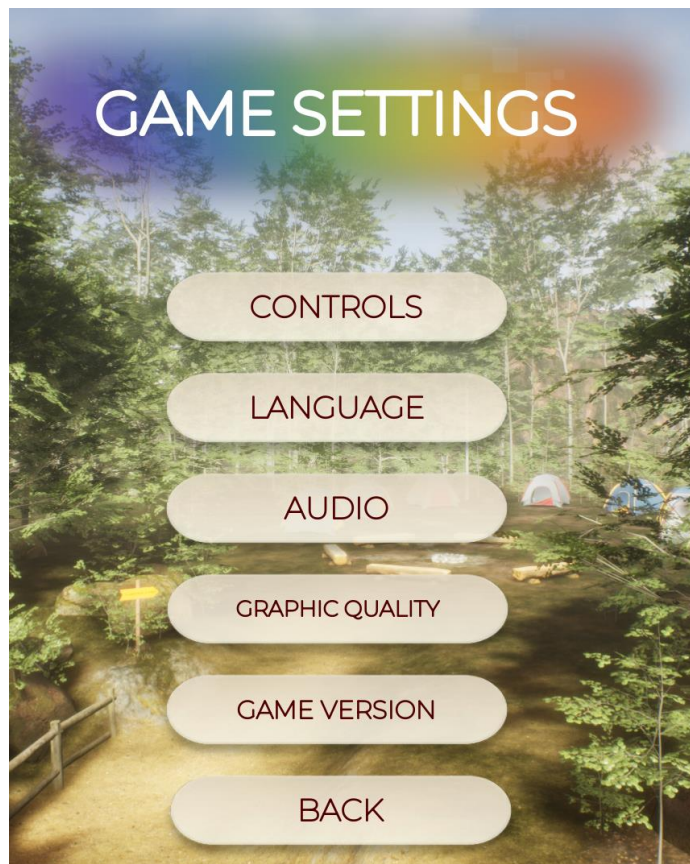 GAME SETTINGS
CONTROLS
LANGUAGE
AUDIO
GRAPHIC QUALITY
GAME VERSION
BACK